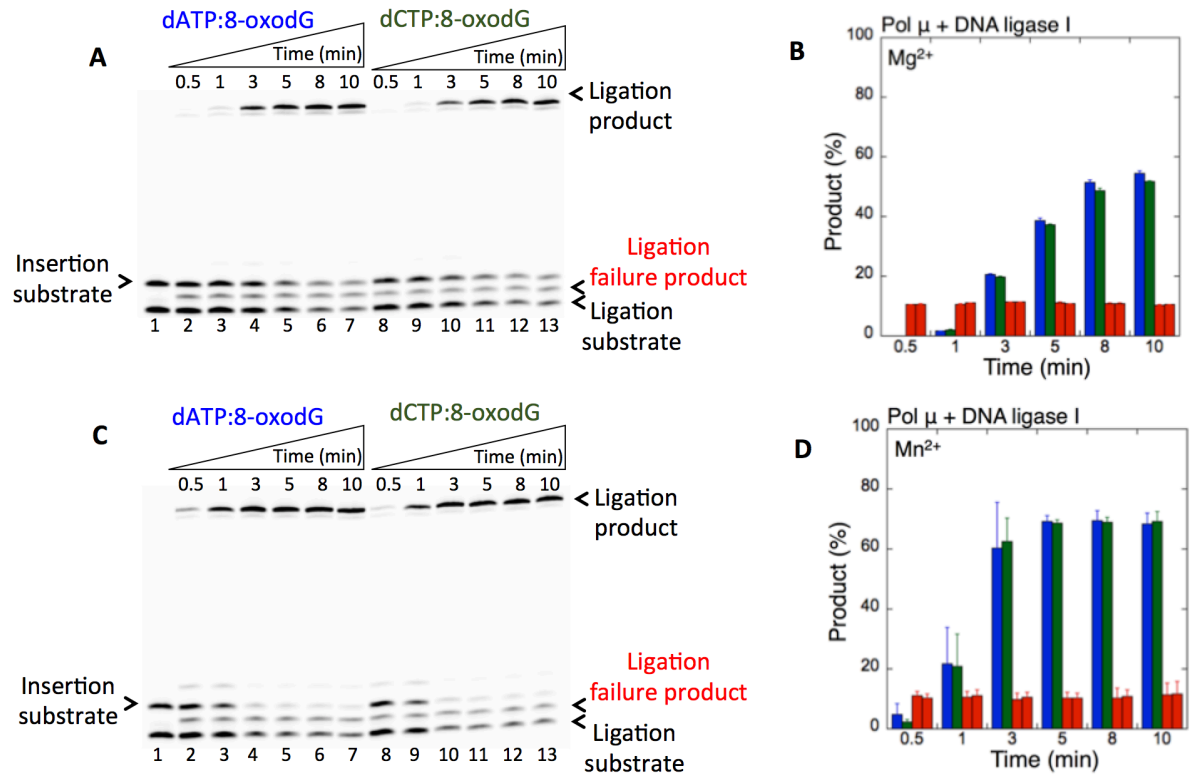 A
dATP:8-oxodG
dCTP:8-oxodG
Time (min)
Time (min)
0.5 1 3 5 8 10
0.5 1 3 5 8 10
Ligation
product
Insertion
substrate
Ligation
failure product
Ligation
substrate
1 2 3 4 5 6 7 8 9 10 11 12 13
B
Pol μ + DNA ligase I
Mg2+
Product (%)
100
80
60
40
20
0
0.5 1 3 5 8 10
Time (min)
C
dATP:8-oxodG
dCTP:8-oxodG
Time (min)
Time (min)
0.5 1 3 5 8 10
0.5 1 3 5 8 10
Ligation
product
Insertion
substrate
Ligation
failure product
Ligation
substrate
1 2 3 4 5 6 7 8 9 10 11 12 13
D
Pol μ + DNA ligase I
Mn2+
Product (%)
100
80
60
40
20
0
0.5 1 3 5 8 10
Time (min)